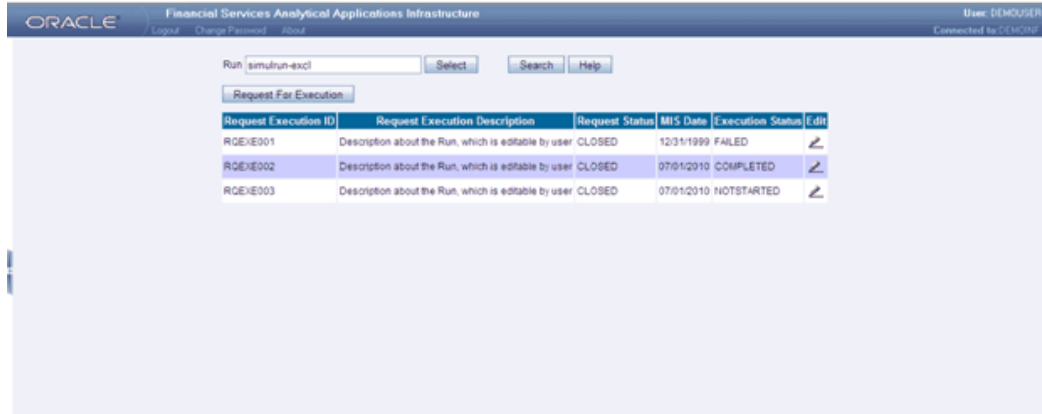 ORACLE Financial Services Analytical Applications Infrastructure User: DEMOUSER
Logout Change Password About Connected to:DEMOINF
Run simulrun-excl Select Search Help
Request For Execution
Request Execution ID Request Execution Description Request Status MIS Date Execution Status Edit
RQEXE001 Description about the Run, which is editable by user CLOSED 12/31/1999 FAILED
RQEXE002 Description about the Run, which is editable by user CLOSED 07/01/2010 COMPLETED
RQEXE003 Description about the Run, which is editable by user CLOSED 07/01/2010 NOTSTARTED